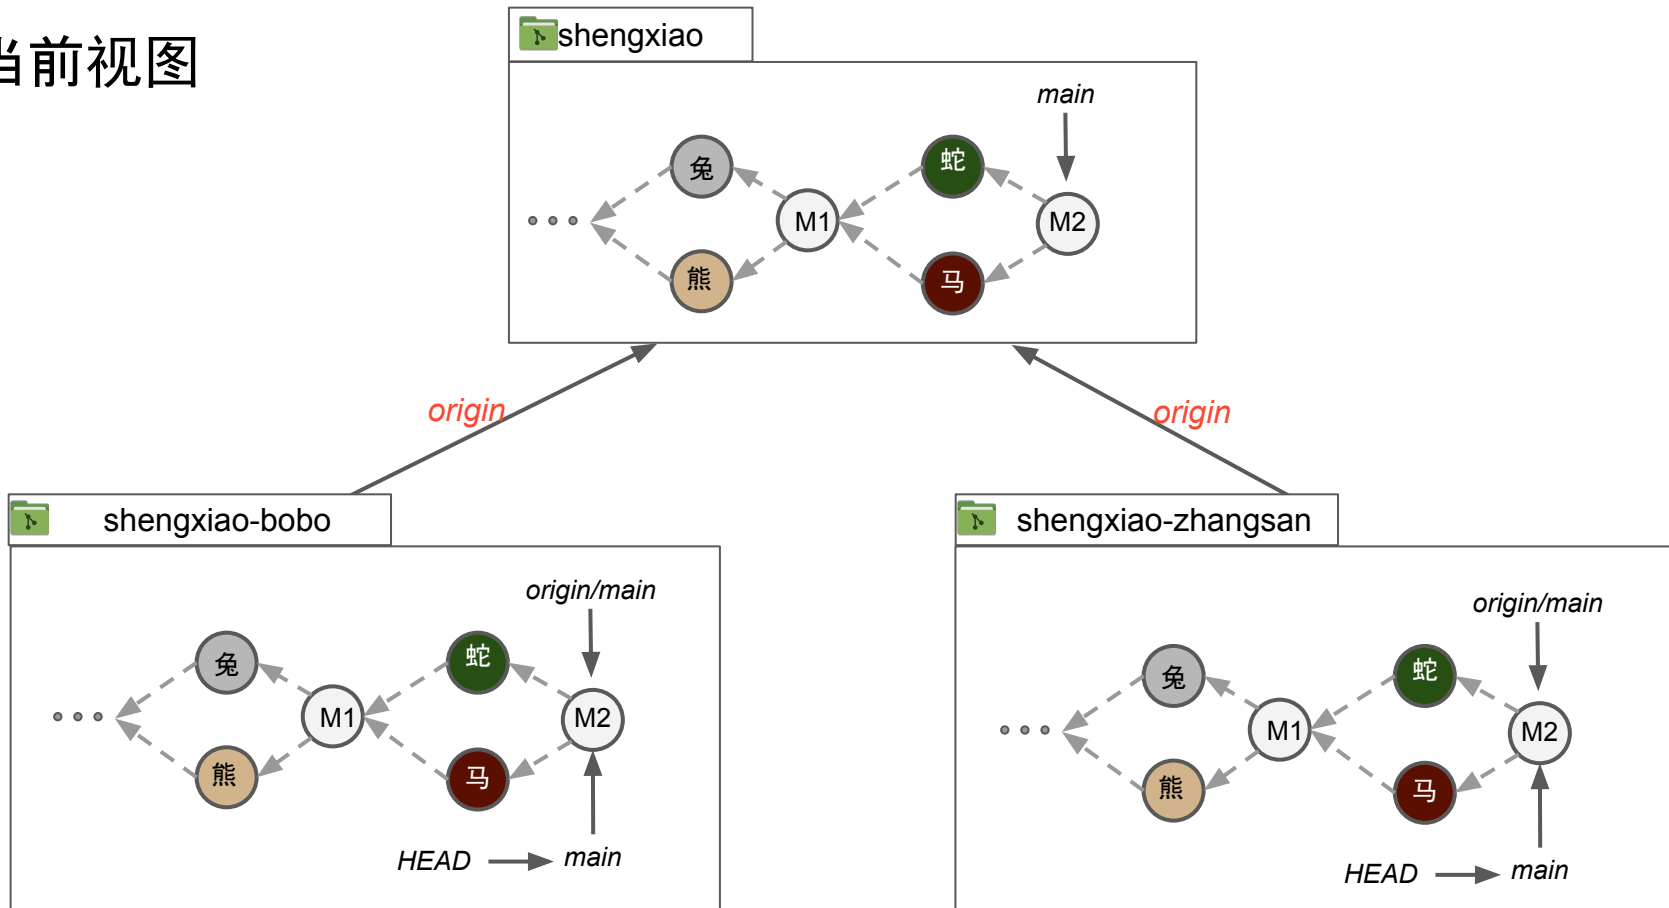 当前视图
shengxiao
main
兔
蛇
M1
M2
熊
马
origin
origin
shengxiao-bobo
origin/main
兔
蛇
M1
M2
熊
马
HEAD
main
shengxiao-zhangsan
origin/main
兔
蛇
M1
M2
熊
马
HEAD
main